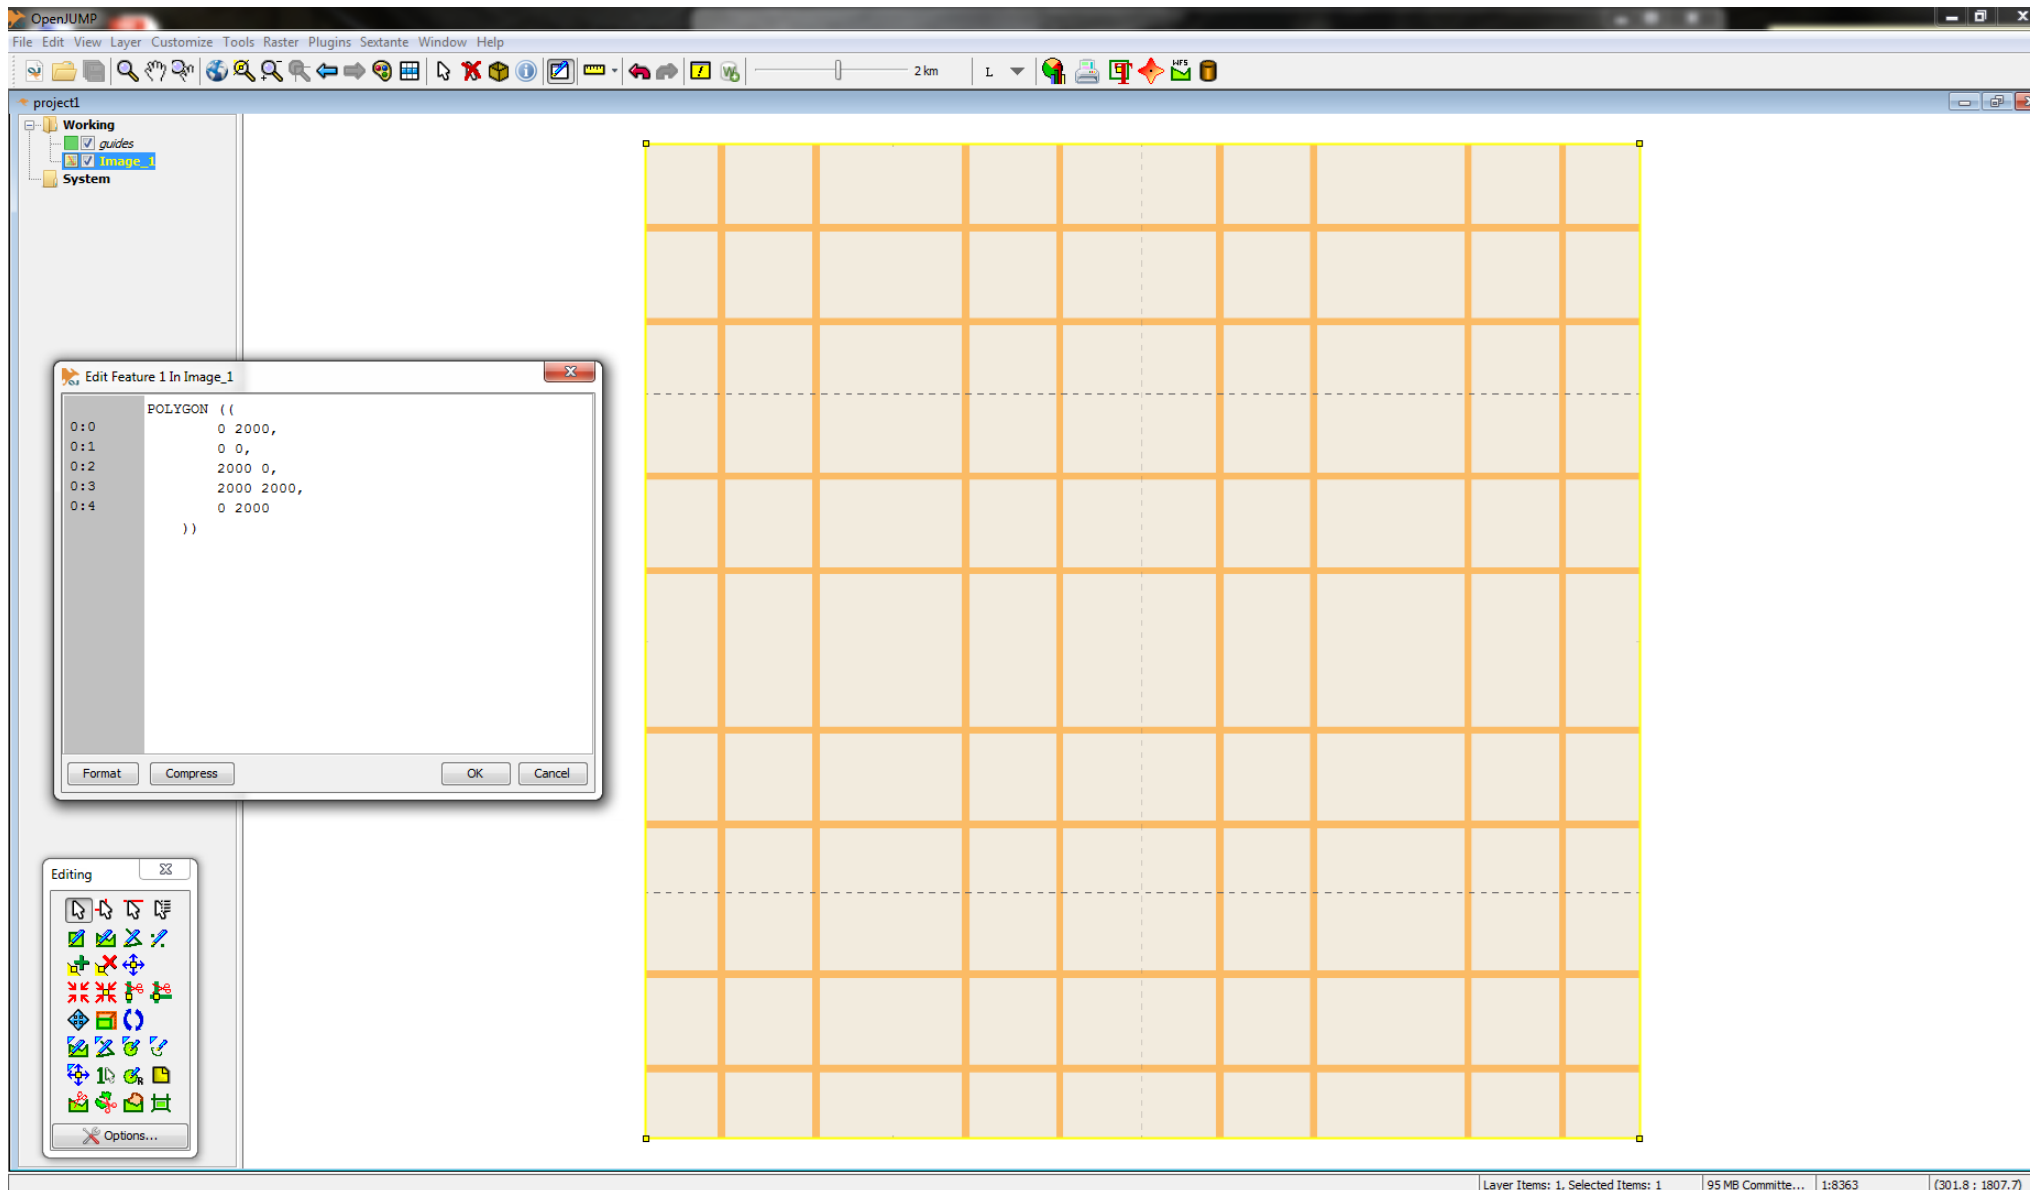 OpenJUMP
File Edit View Layer Customize Tools Raster Plugins Sextante Window Help
2 km
L
WFS
project1
Working
guides
Image_1
System
Edit Feature 1 In Image_1
POLYGON ((
0:0 0 2000,
0:1 0 0,
0:2 2000 0,
0:3 2000 2000,
0:4 0 2000
))
Format Compress OK Cancel
Editing
Options...
Layer Items: 1, Selected Items: 1 95 MB Committe... 1:8363 (301.8 ; 1807.7)